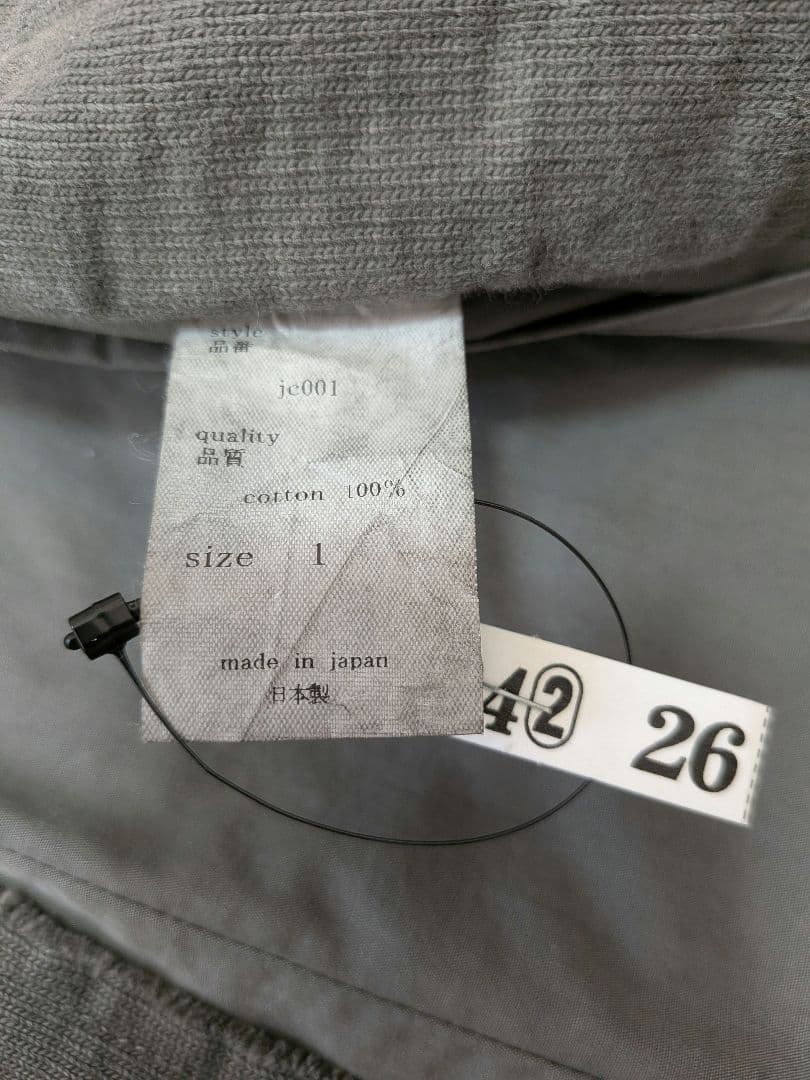 style
品番
jc001
quality
品質
cotton 100%
size 1
made in japan
日本製
42 26